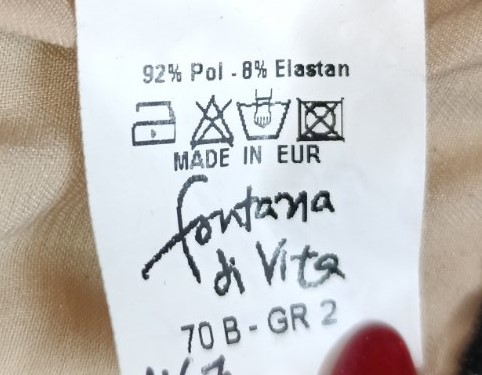 92% Pol - 8% Elastan
MADE IN EUR
fontana
di Vita
70 B - GR 2